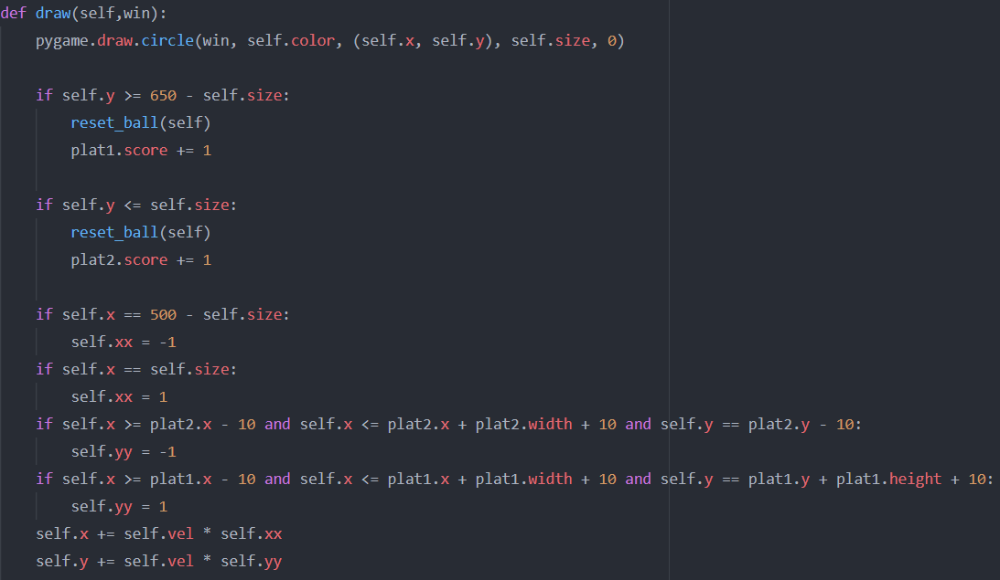 def draw(self,win):
    pygame.draw.circle(win, self.color, (self.x, self.y), self.size, 0)

    if self.y >= 650 - self.size:
        reset_ball(self)
        plat1.score += 1

    if self.y <= self.size:
        reset_ball(self)
        plat2.score += 1

    if self.x == 500 - self.size:
        self.xx = -1
    if self.x == self.size:
        self.xx = 1
    if self.x >= plat2.x - 10 and self.x <= plat2.x + plat2.width + 10 and self.y == plat2.y - 10:
        self.yy = -1
    if self.x >= plat1.x - 10 and self.x <= plat1.x + plat1.width + 10 and self.y == plat1.y + plat1.height + 10:
        self.yy = 1
    self.x += self.vel * self.xx
    self.y += self.vel * self.yy